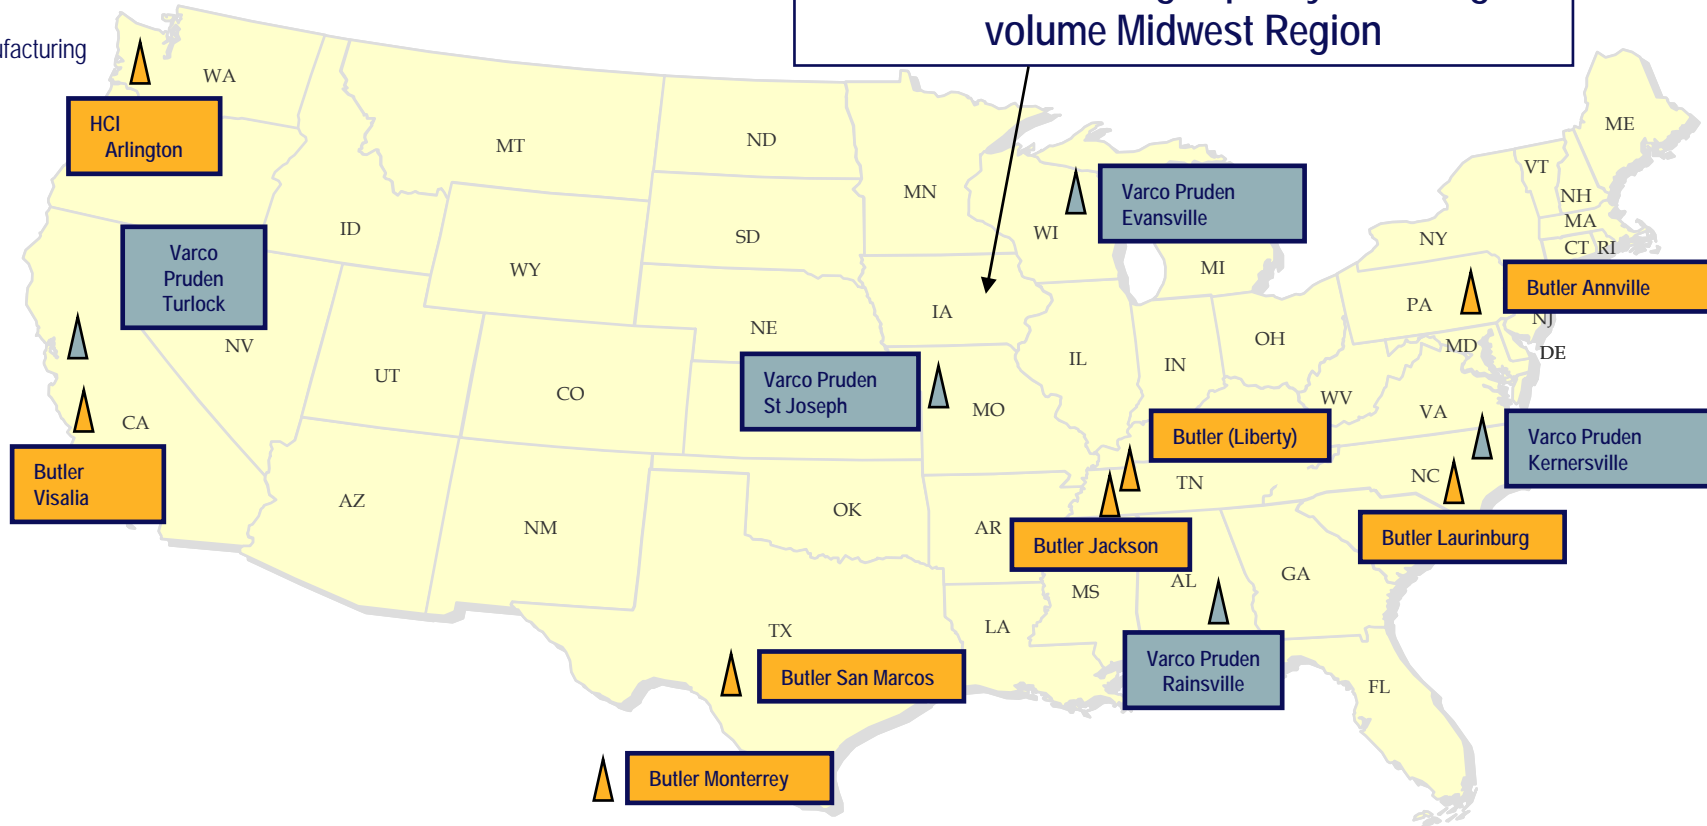 volume Midwest Region
WA
HCI
Arlington
MT
ND
MN
ME
VT
NH
MA
CT RI
NY
Varco Pruden
Evansville
WI
MI
ID
SD
WY
Varco
Pruden
Turlock
IA
NE
NV
UT
CO
IL
IN
OH
PA
Butler Annville
NJ
MD
DE
WV
VA
Varco Pruden
St Joseph
MO
CA
Butler
Visalia
Butler (Liberty)
TN
NC
Varco Pruden
Kernersville
AZ
NM
OK
AR
Butler Jackson
Butler Laurinburg
MS
AL
GA
LA
TX
Butler San Marcos
Varco Pruden
Rainsville
FL
Butler Monterrey